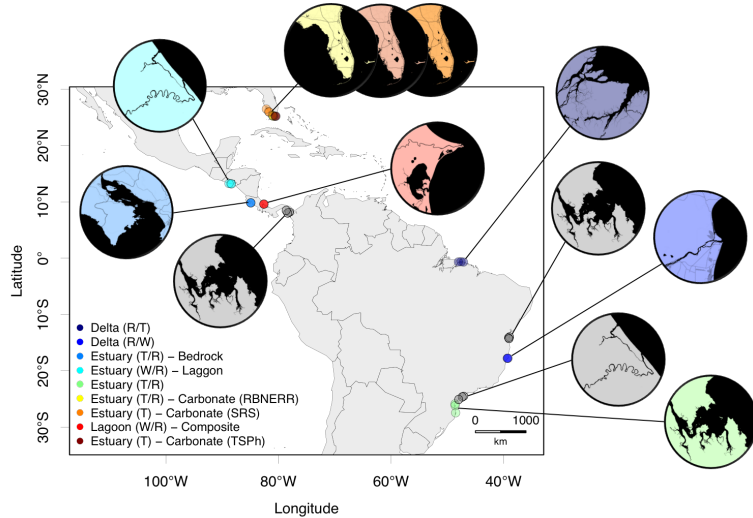 30°N
20°N
10°N
0°
10°S
20°S
30°S
Latitude
Delta (R/T)
Delta (R/W)
Estuary (T/R) – Bedrock
Estuary (W/R) – Laggon
Estuary (T/R)
Estuary (T/R) – Carbonate (RBNERR)
Estuary (T) – Carbonate (SRS)
Lagoon (W/R) – Composite
Estuary (T) – Carbonate (TSPh)
0 1000
km
100°W 80°W 60°W 40°W
Longitude